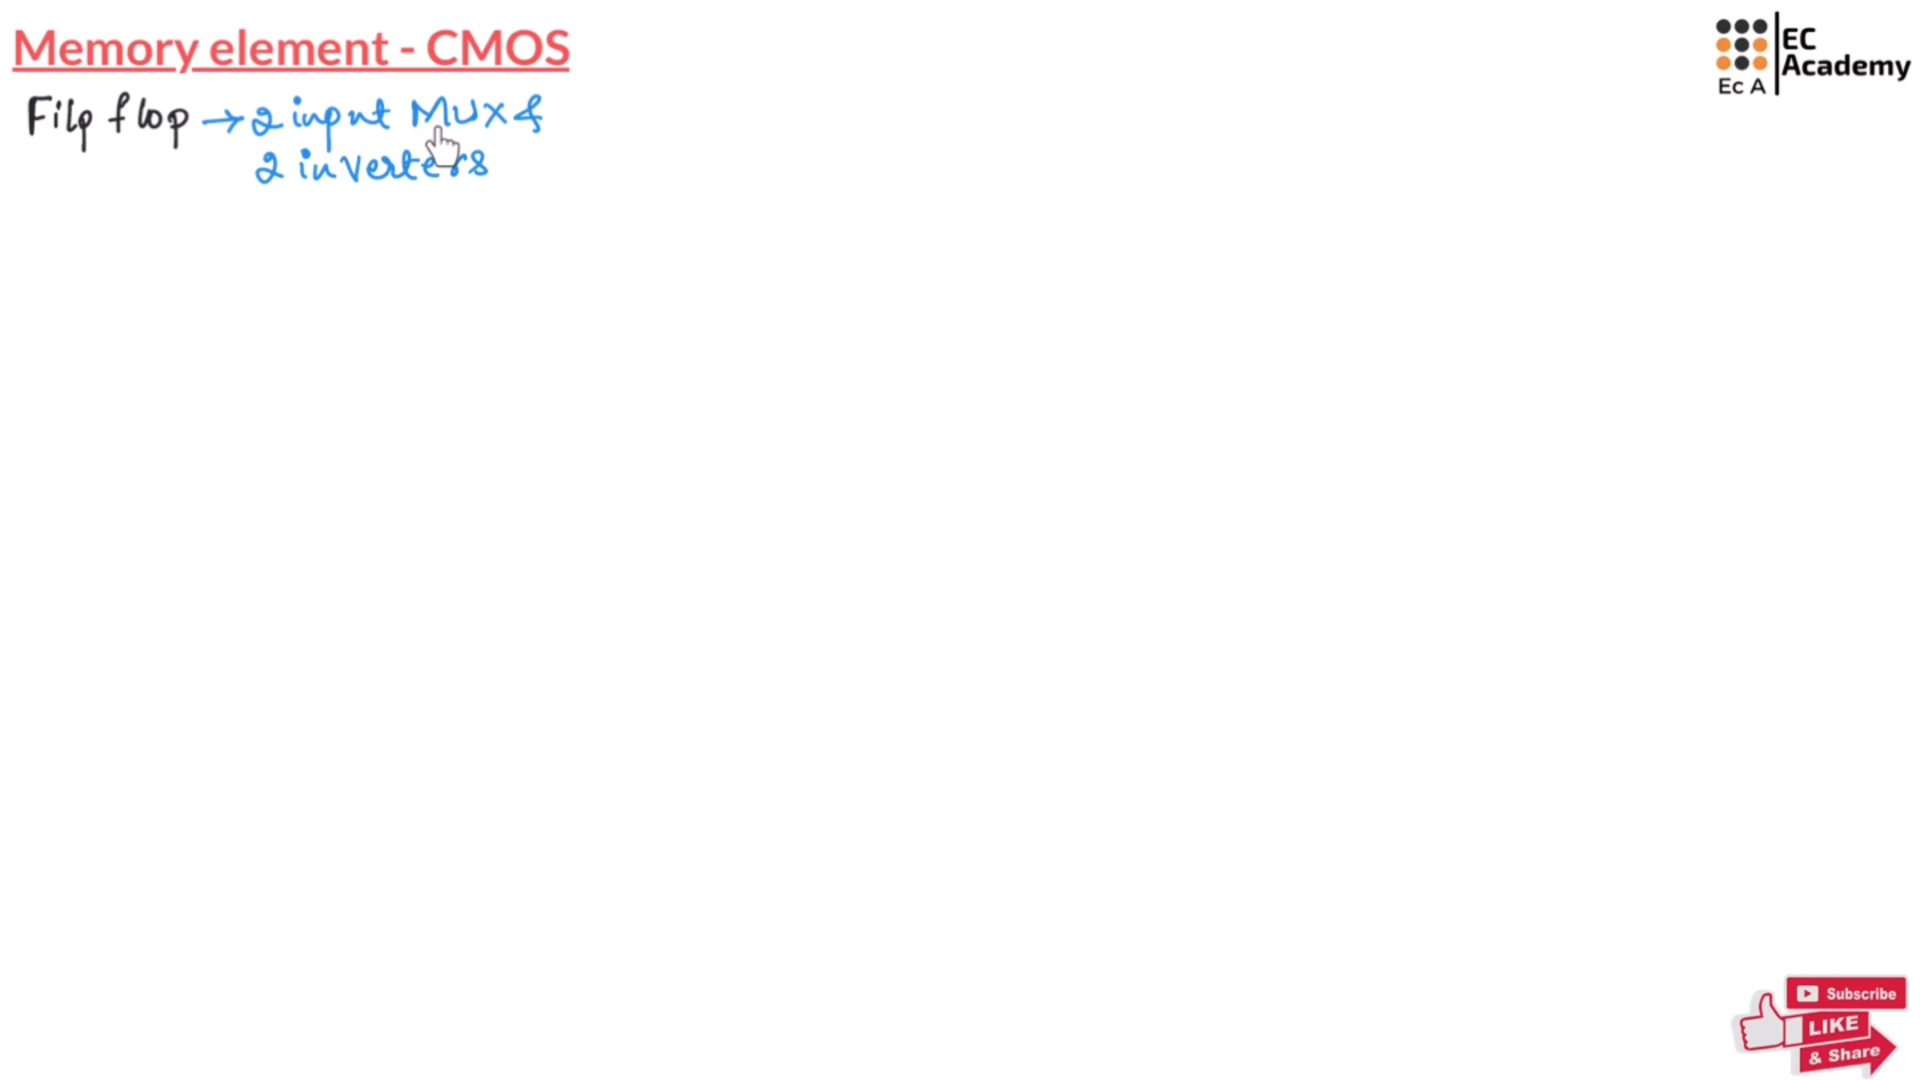 Memory element - CMOS
EC
Academy
Ec A
Filp flop → 2 input MUX &
2 inverters
Subscribe
LIKE
& Share